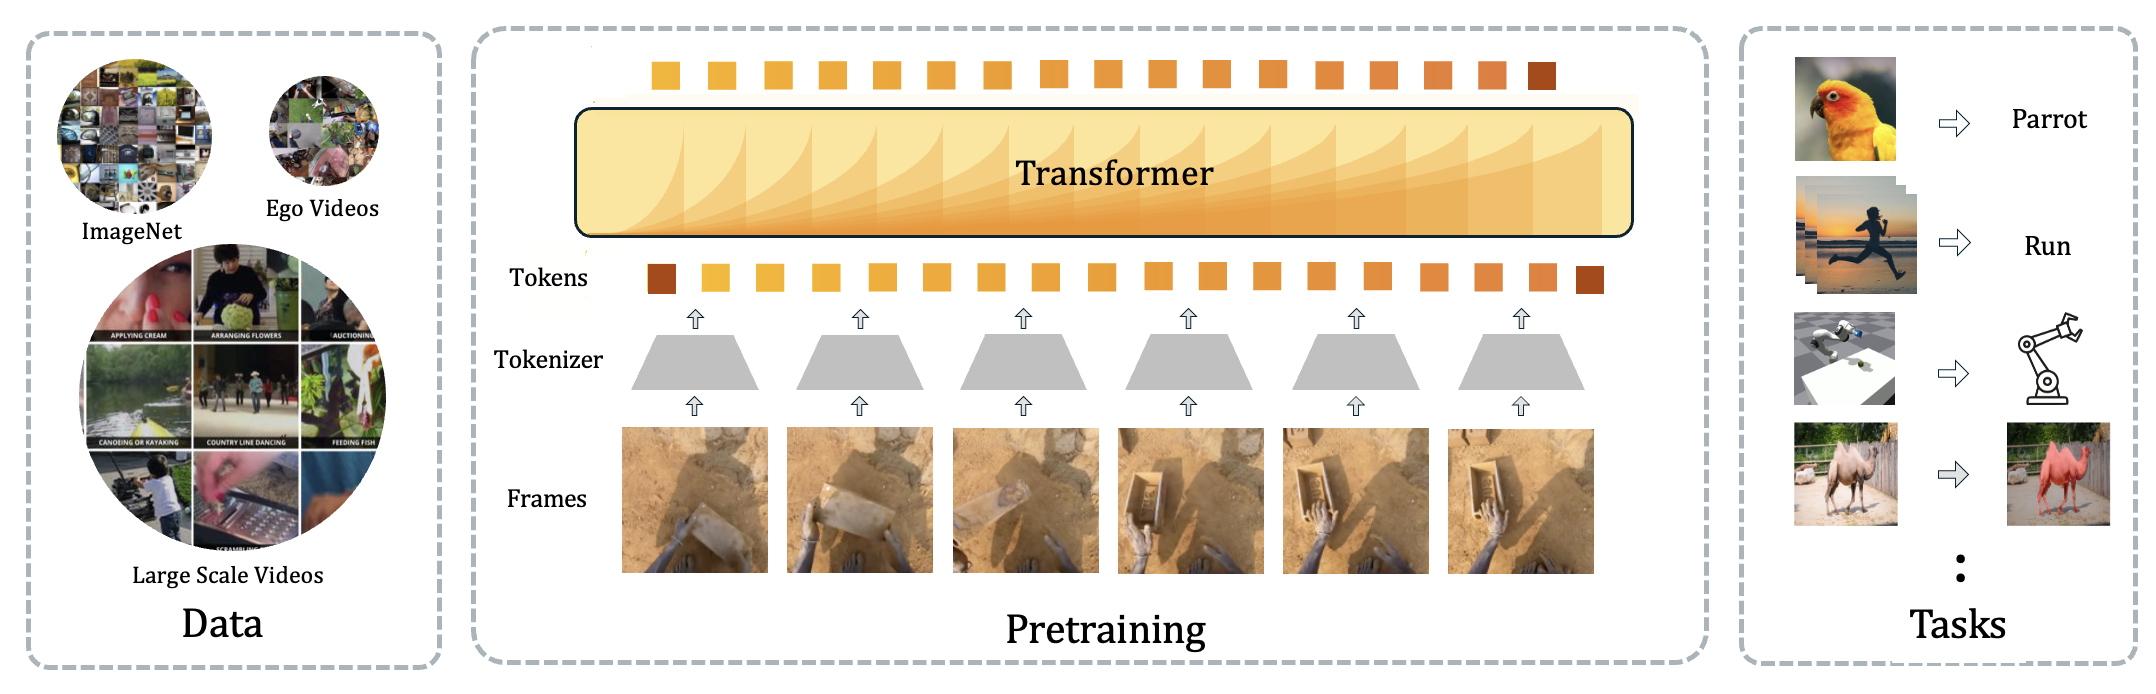 ImageNet
Ego Videos
APPLYING CREAM
ARRANGING FLOWERS
AUCTIONING
CANOEING OR KAYAKING
COUNTRY LINE DANCING
FEEDING FISH
Large Scale Videos
Data
Transformer
Tokens
Tokenizer
Frames
Pretraining
Parrot
Run
:
Tasks